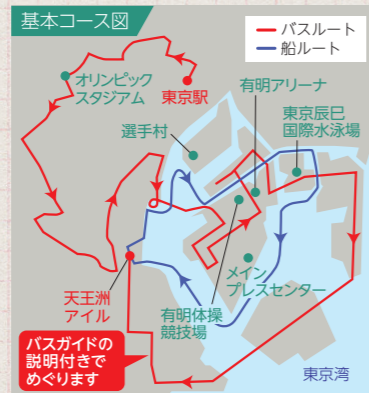 基本コース図
バスルート
船ルート
オリンピック
スタジアム
東京駅
有明アリーナ
選手村
東京辰巳
国際水泳場
天王洲
アイル
有明体操
競技場
メイン
プレスセンター
バスガイドの
説明付きで
めぐります
東京湾